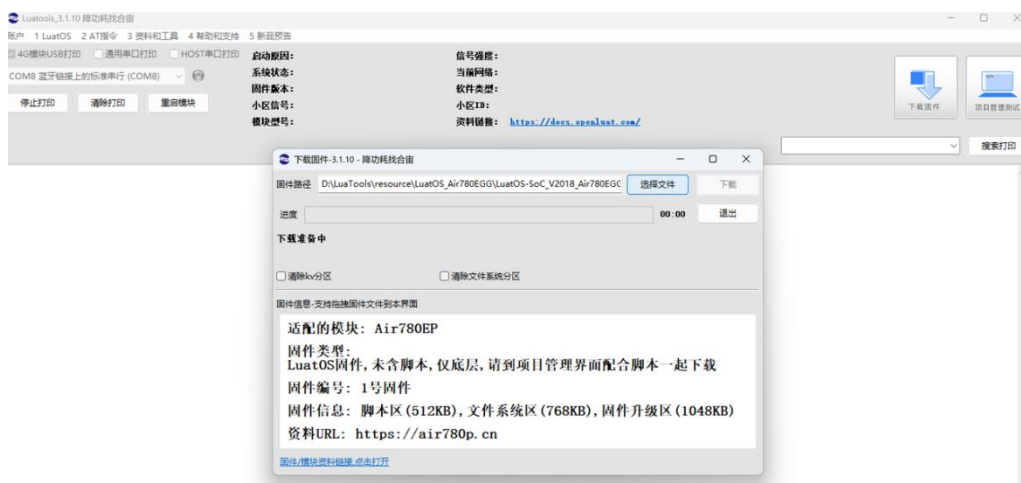 Luatools_3.1.10 降功耗找合宙
账户 1 LuatOS 2 AT指令 3 资料和工具 4 帮助和支持 5 新品预告
4G模块USB打印 通用串口打印 HOST串口打印
COM8 蓝牙链接上的标准串行 (COM8)
停止打印 清除打印 重启模块
启动原因: 信号强度:
系统状态: 当前网络:
固件版本: 软件类型:
小区信号: 小区ID:
模块型号: 资料链接: https://docs.openluat.com/
下载固件 项目管理测试
搜索打印
下载固件-3.1.10 - 降功耗找合宙
固件路径 D:\LuaTools\resource\LuatOS_Air780EGG\LuatOS-SoC_V2018_Air780EGG 选择文件 下载
进度 00:00 退出
下载准备中
清除kv分区 清除文件系统分区
固件信息-支持拖拽固件文件到本界面
适配的模块: Air780EP
固件类型:
LuatOS固件,未含脚本,仅底层,请到项目管理界面配合脚本一起下载
固件编号: 1号固件
固件信息: 脚本区(512KB),文件系统区(768KB),固件升级区(1048KB)
资料URL: https://air780p.cn
固件/模块资料链接,点击打开